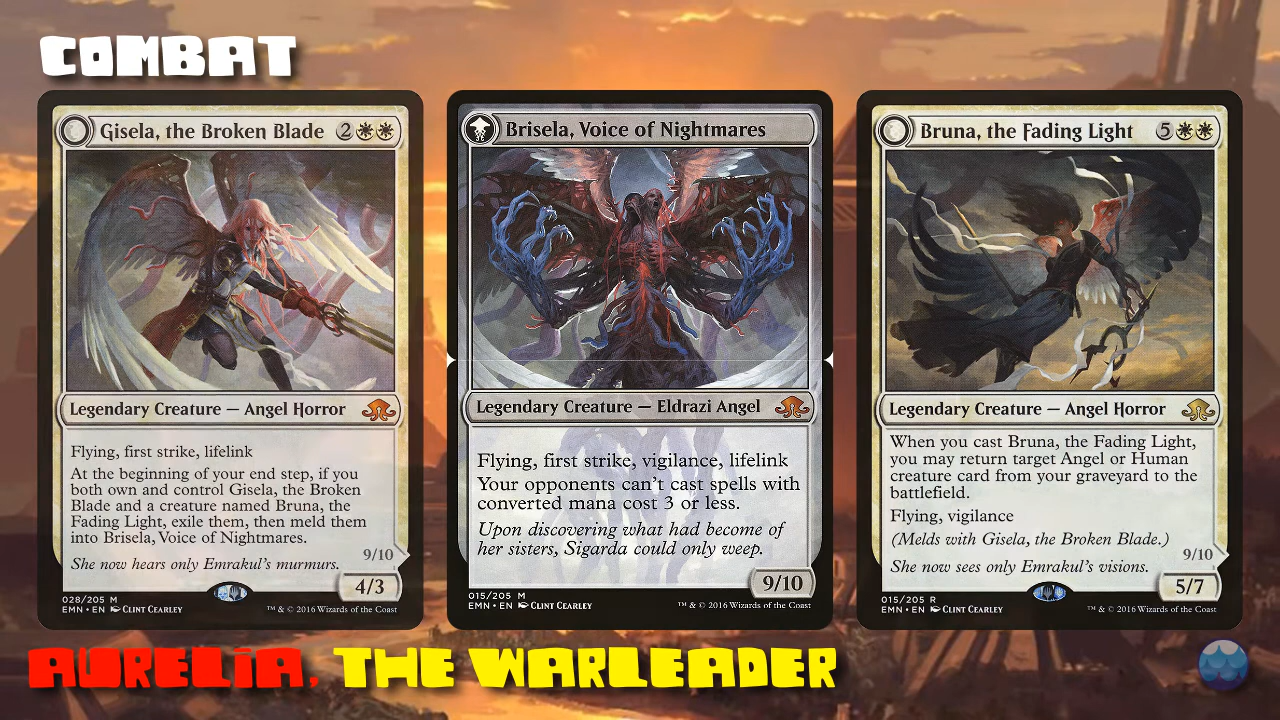 COMBAT
Gisela, the Broken Blade 2
Legendary Creature — Angel Horror
Flying, first strike, lifelink
At the beginning of your end step, if you
both own and control Gisela, the Broken
Blade and a creature named Bruna, the
Fading Light, exile them, then meld them
into Brisela, Voice of Nightmares.
9/10
She now hears only Emrakul's murmurs.
4/3
028/205 M
EMN • EN Clint Cearley
™ & © 2016 Wizards of the Coast
Brisela, Voice of Nightmares
Legendary Creature — Eldrazi Angel
Flying, first strike, vigilance, lifelink
Your opponents can't cast spells with
converted mana cost 3 or less.
Upon discovering what had become of
her sisters, Sigarda could only weep.
9/10
015/205 M
EMN • EN Clint Cearley
™ & © 2016 Wizards of the Coast
Bruna, the Fading Light 5
Legendary Creature — Angel Horror
When you cast Bruna, the Fading Light,
you may return target Angel or Human
creature card from your graveyard to the
battlefield.
Flying, vigilance
(Melds with Gisela, the Broken Blade.)
9/10
She now sees only Emrakul's visions.
5/7
015/205 R
EMN • EN Clint Cearley
™ & © 2016 Wizards of the Coast
AURELIA, THE WARLEADER